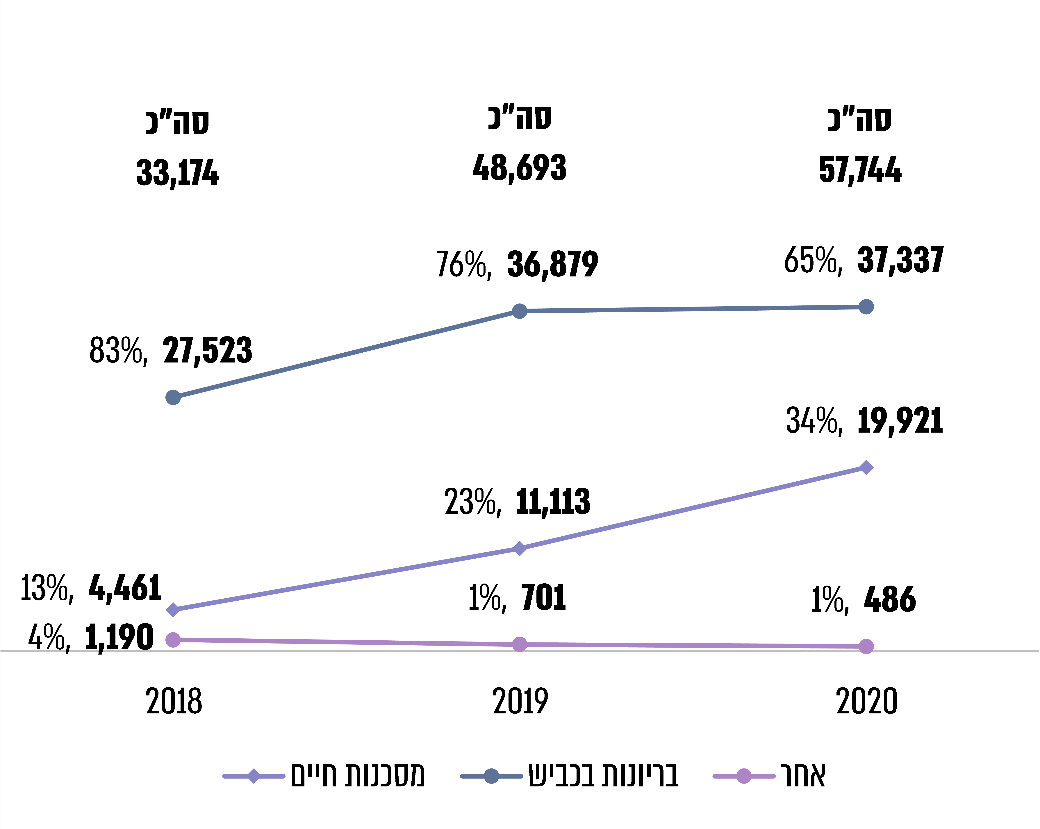 סה"כ
33,174
סה"כ
48,693
סה"כ
57,744
83%, 27,523
76%, 36,879
65%, 37,337
13%, 4,461
23%, 11,113
34%, 19,921
4%, 1,190
1%, 701
1%, 486
2018
2019
2020
מסכנות חיים
בריונות בכביש
אחר